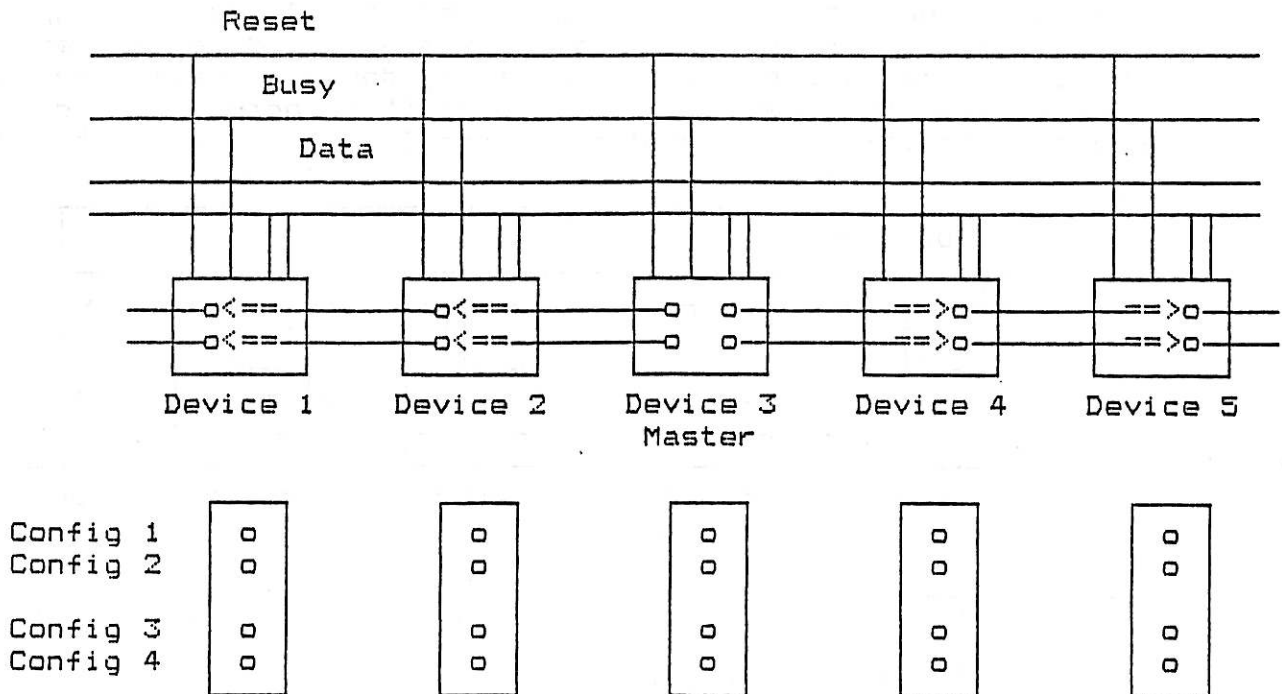 Reset
Busy
Data
<== <== ==> ==>
<== <== ==> ==>
Device 1 Device 2 Device 3 Device 4 Device 5
Master
Config 1
Config 2
Config 3
Config 4